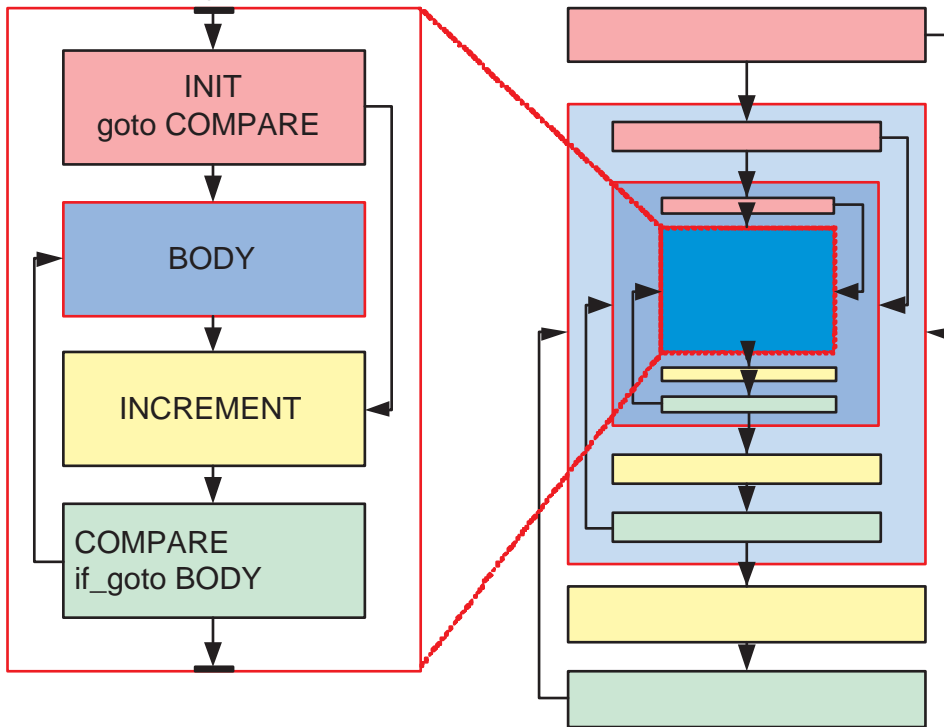 INIT
goto COMPARE
BODY
INCREMENT
COMPARE
if_goto BODY